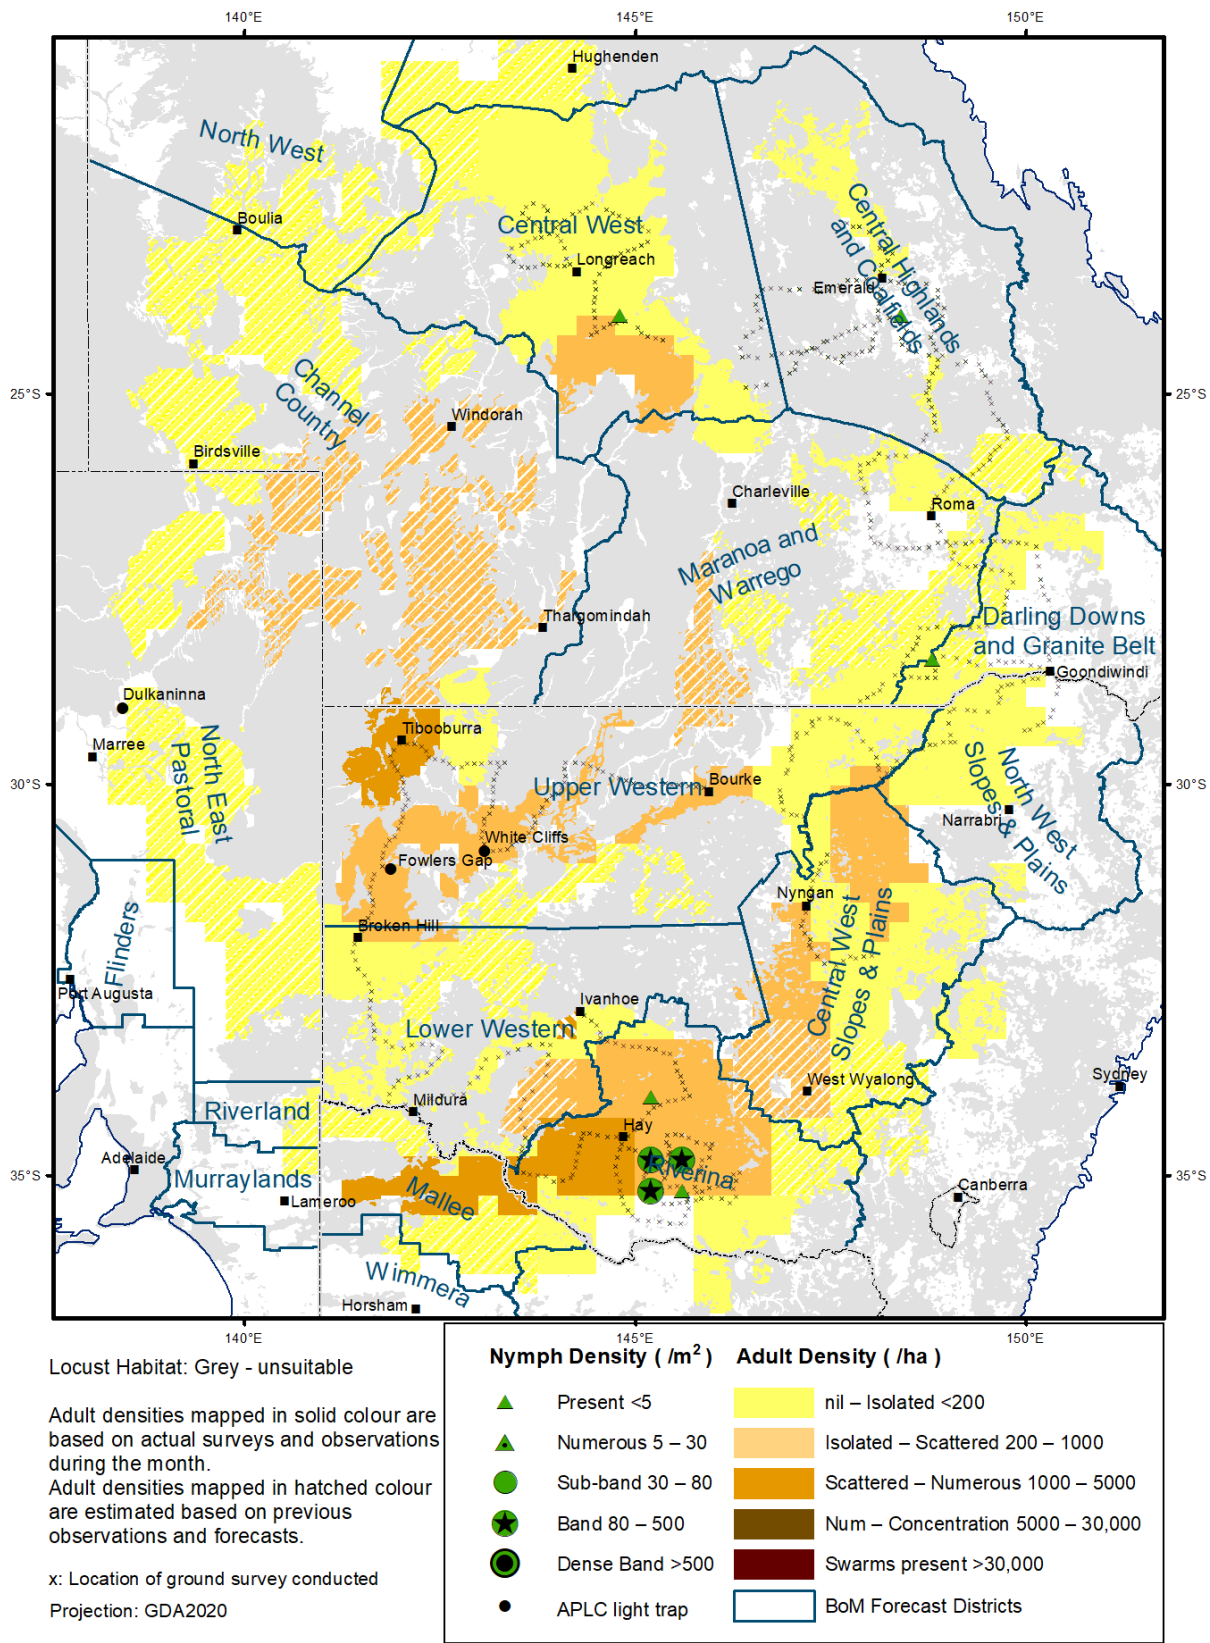 140°E
145°E
150°E
Hughenden
North West
Boulia
Central West
Longreach
Central Highlands
and Coalfields
Emerald
25°S
25°S
Channel
Country
Windorah
Birdsville
Charleville
Roma
Maranoa and
Warrego
Thargomindah
Darling Downs
and Granite Belt
Goondiwindi
Dulkaninna
Marree
Tibooburra
North East
Pastoral
30°S
30°S
Upper Western
Bourke
North West
Slopes & Plains
Narrabri
White Cliffs
Fowlers Gap
Nyngan
Broken Hill
Central West
Slopes & Plains
Flinders
Port Augusta
Ivanhoe
Lower Western
West Wyalong
Sydney
Riverland
Mildura
Hay
Adelaide
35°S
35°S
Murraylands
Lameroo
Mallee
Riverina
Canberra
Wimmera
Horsham
140°E
145°E
150°E
Locust Habitat: Grey - unsuitable
Adult densities mapped in solid colour are
based on actual surveys and observations
during the month.
Adult densities mapped in hatched colour
are estimated based on previous
observations and forecasts.
x: Location of ground survey conducted
Projection: GDA2020
Nymph Density ( /m² )
Present <5
Numerous 5 – 30
Sub-band 30 – 80
Band 80 – 500
Dense Band >500
APLC light trap
Adult Density ( /ha )
nil – Isolated <200
Isolated – Scattered 200 – 1000
Scattered – Numerous 1000 – 5000
Num – Concentration 5000 – 30,000
Swarms present >30,000
BoM Forecast Districts